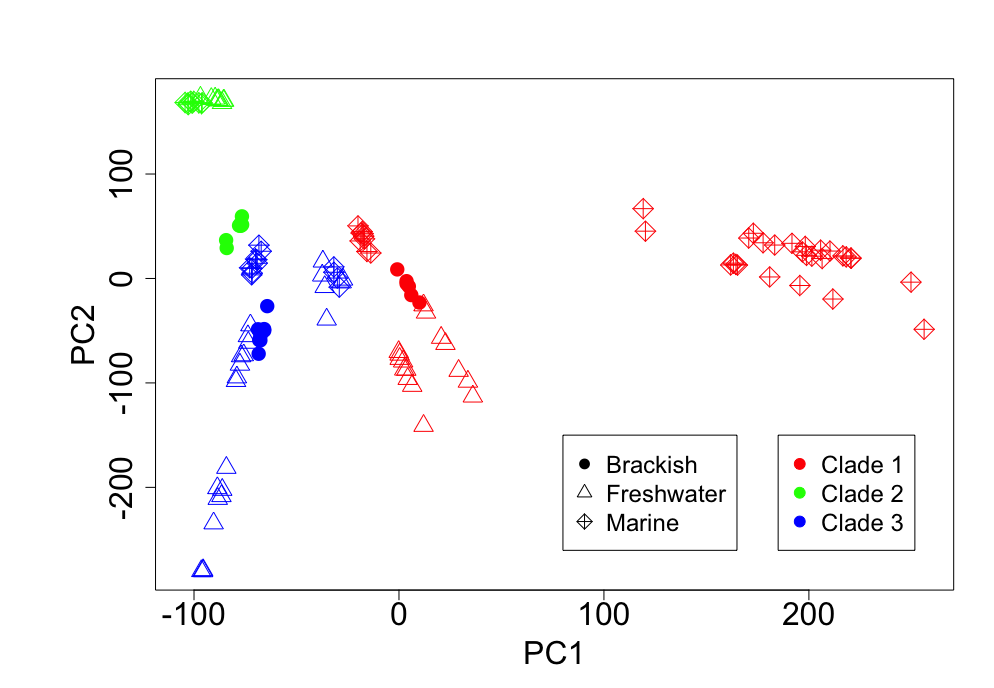 PC2
100
0
-100
-200
-100 0 100 200
PC1
Brackish
Freshwater
Marine
Clade 1
Clade 2
Clade 3